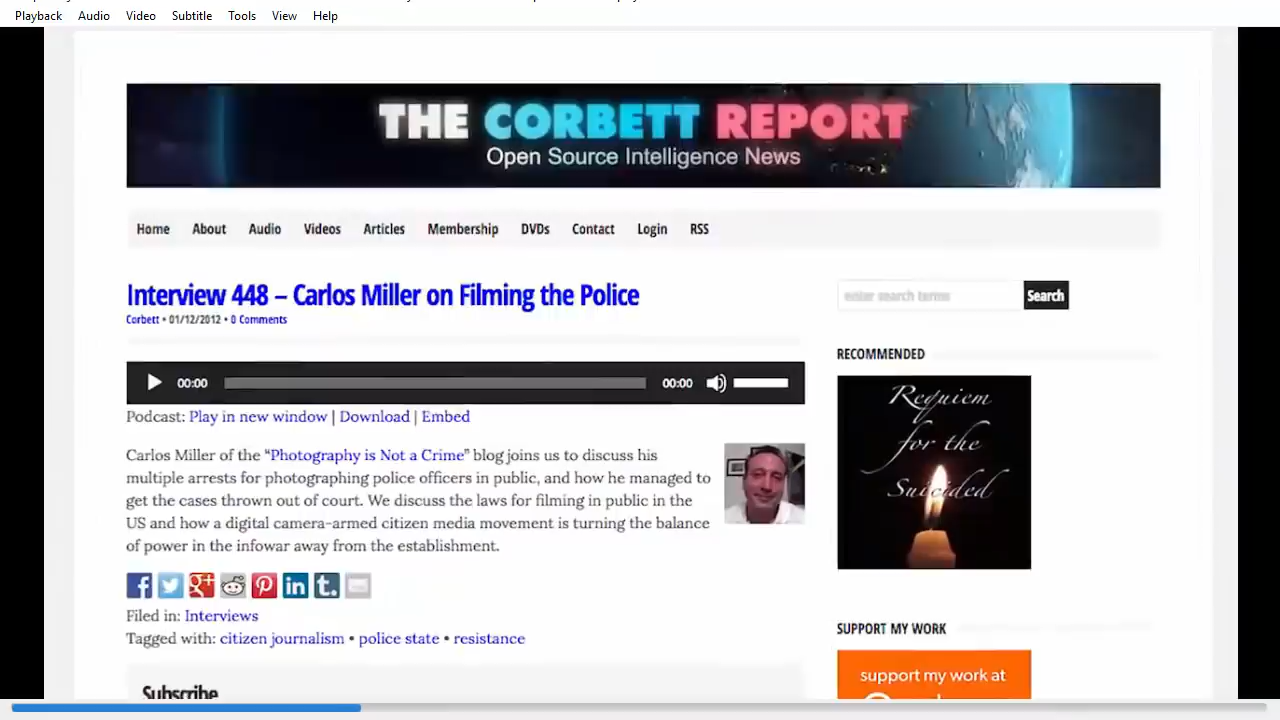 Playback Audio Video Subtitle Tools View Help
THE CORBETT REPORT
Open Source Intelligence News
Home About Audio Videos Articles Membership DVDs Contact Login RSS
Interview 448 – Carlos Miller on Filming the Police
Corbett • 01/12/2012 • 0 Comments
enter search terms Search
00:00 00:00
Podcast: Play in new window | Download | Embed
Carlos Miller of the “Photography is Not a Crime” blog joins us to discuss his
multiple arrests for photographing police officers in public, and how he managed to
get the cases thrown out of court. We discuss the laws for filming in public in the
US and how a digital camera-armed citizen media movement is turning the balance
of power in the infowar away from the establishment.
Filed in: Interviews
Tagged with: citizen journalism • police state • resistance
Subscribe
RECOMMENDED
Requiem
for the
Suicided
SUPPORT MY WORK
support my work at